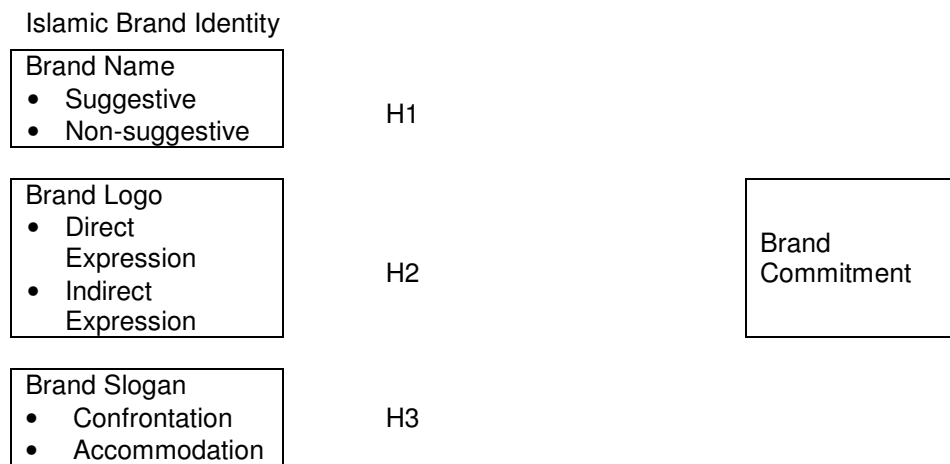 Islamic Brand Identity
Brand Name
• Suggestive
• Non-suggestive
H1
Brand Logo
• Direct
Expression
• Indirect
Expression
H2
Brand
Commitment
Brand Slogan
• Confrontation
• Accommodation
H3